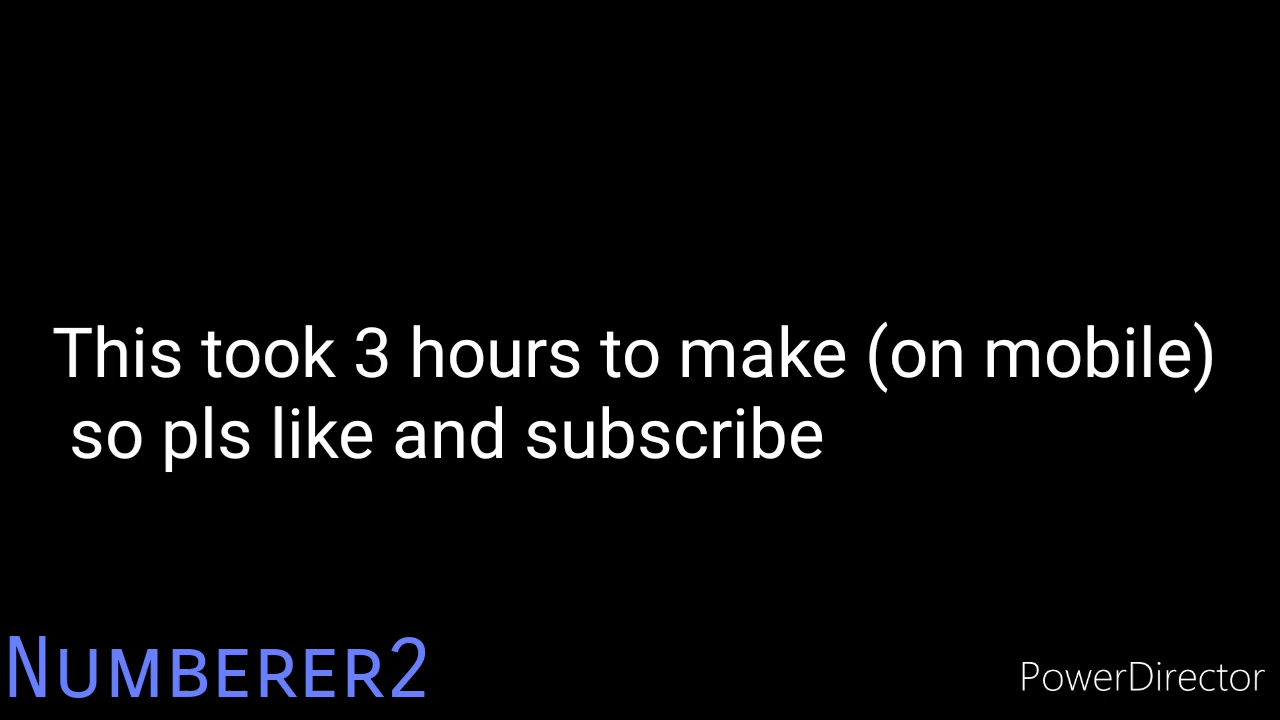 This took 3 hours to make (on mobile)
so pls like and subscribe
NUMBERER2
PowerDirector